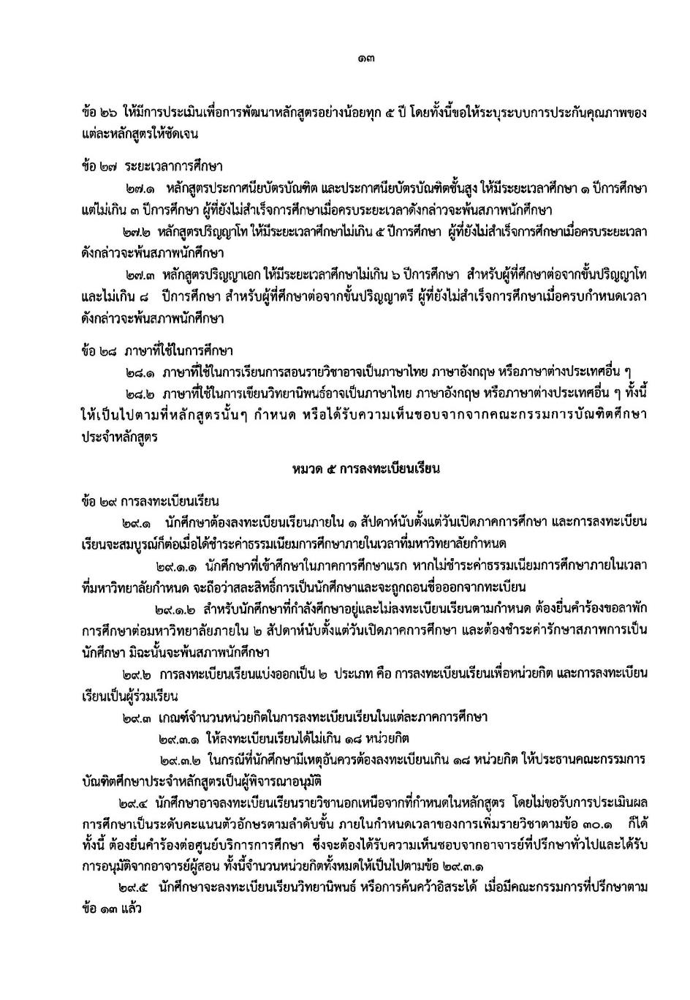 ๑๓
ข้อ ๒๖ ให้มีการประเมินเพื่อการพัฒนาหลักสูตรอย่างน้อยทุก ๕ ปี โดยทั้งนี้ขอให้ระบุระบบการประกันคุณภาพของ
แต่ละหลักสูตรให้ชัดเจน
ข้อ ๒๗ ระยะเวลาการศึกษา
๒๗.๑ หลักสูตรประกาศนียบัตรบัณฑิต และประกาศนียบัตรบัณฑิตชั้นสูง ให้มีระยะเวลาศึกษา ๑ ปีการศึกษา
แต่ไม่เกิน ๓ ปีการศึกษา ผู้ที่ยังไม่สำเร็จการศึกษาเมื่อครบระยะเวลาดังกล่าวจะพ้นสภาพนักศึกษา
๒๗.๒ หลักสูตรปริญญาโท ให้มีระยะเวลาศึกษาไม่เกิน ๕ ปีการศึกษา ผู้ที่ยังไม่สำเร็จการศึกษาเมื่อครบระยะเวลา
ดังกล่าวจะพ้นสภาพนักศึกษา
๒๗.๓ หลักสูตรปริญญาเอก ให้มีระยะเวลาศึกษาไม่เกิน ๖ ปีการศึกษา สำหรับผู้ที่ศึกษาต่อจากขั้นปริญญาโท
และไม่เกิน ๘ ปีการศึกษา สำหรับผู้ที่ศึกษาต่อจากขั้นปริญญาตรี ผู้ที่ยังไม่สำเร็จการศึกษาเมื่อครบกำหนดเวลา
ดังกล่าวจะพ้นสภาพนักศึกษา
ข้อ ๒๘ ภาษาที่ใช้ในการศึกษา
๒๘.๑ ภาษาที่ใช้ในการเรียนการสอนรายวิชาอาจเป็นภาษาไทย ภาษาอังกฤษ หรือภาษาต่างประเทศอื่น ๆ
๒๘.๒ ภาษาที่ใช้ในการเขียนวิทยานิพนธ์อาจเป็นภาษาไทย ภาษาอังกฤษ หรือภาษาต่างประเทศอื่น ๆ ทั้งนี้
ให้เป็นไปตามที่หลักสูตรนั้นๆ กำหนด หรือได้รับความเห็นชอบจากจากคณะกรรมการบัณฑิตศึกษา
ประจำหลักสูตร
หมวด ๕ การลงทะเบียนเรียน
ข้อ ๒๙ การลงทะเบียนเรียน
๒๙.๑ นักศึกษาต้องลงทะเบียนเรียนภายใน ๑ สัปดาห์นับตั้งแต่วันเปิดภาคการศึกษา และการลงทะเบียน
เรียนจะสมบูรณ์ก็ต่อเมื่อได้ชำระค่าธรรมเนียมการศึกษาภายในเวลาที่มหาวิทยาลัยกำหนด
๒๙.๑.๑ นักศึกษาที่เข้าศึกษาในภาคการศึกษาแรก หากไม่ชำระค่าธรรมเนียมการศึกษาภายในเวลา
ที่มหาวิทยาลัยกำหนด จะถือว่าสละสิทธิ์การเป็นนักศึกษาและจะถูกถอนชื่อออกจากทะเบียน
๒๙.๑.๒ สำหรับนักศึกษาที่กำลังศึกษาอยู่และไม่ลงทะเบียนเรียนตามกำหนด ต้องยื่นคำร้องขอลาพัก
การศึกษาต่อมหาวิทยาลัยภายใน ๒ สัปดาห์นับตั้งแต่วันเปิดภาคการศึกษา และต้องชำระค่ารักษาสภาพการเป็น
นักศึกษา มิฉะนั้นจะพ้นสภาพนักศึกษา
๒๙.๒ การลงทะเบียนเรียนแบ่งออกเป็น ๒ ประเภท คือ การลงทะเบียนเรียนเพื่อหน่วยกิต และการลงทะเบียน
เรียนเป็นผู้ร่วมเรียน
๒๙.๓ เกณฑ์จำนวนหน่วยกิตในการลงทะเบียนเรียนในแต่ละภาคการศึกษา
๒๙.๓.๑ ให้ลงทะเบียนเรียนได้ไม่เกิน ๑๘ หน่วยกิต
๒๙.๓.๒ ในกรณีที่นักศึกษามีเหตุอันควรต้องลงทะเบียนเกิน ๑๘ หน่วยกิต ให้ประธานคณะกรรมการ
บัณฑิตศึกษาประจำหลักสูตรเป็นผู้พิจารณาอนุมัติ
๒๙.๔ นักศึกษาอาจลงทะเบียนเรียนรายวิชานอกเหนือจากที่กำหนดในหลักสูตร โดยไม่ขอรับการประเมินผล
การศึกษาเป็นระดับคะแนนตัวอักษรตามลำดับขั้น ภายในกำหนดเวลาของการเพิ่มรายวิชาตามข้อ ๓๐.๑ ก็ได้
ทั้งนี้ ต้องยื่นคำร้องต่อศูนย์บริการการศึกษา ซึ่งจะต้องได้รับความเห็นชอบจากอาจารย์ที่ปรึกษาทั่วไปและได้รับ
การอนุมัติจากอาจารย์ผู้สอน ทั้งนี้จำนวนหน่วยกิตทั้งหมดให้เป็นไปตามข้อ ๒๙.๓.๑
๒๙.๕ นักศึกษาจะลงทะเบียนเรียนวิทยานิพนธ์ หรือการค้นคว้าอิสระได้ เมื่อมีคณะกรรมการที่ปรึกษาตาม
ข้อ ๑๓ แล้ว